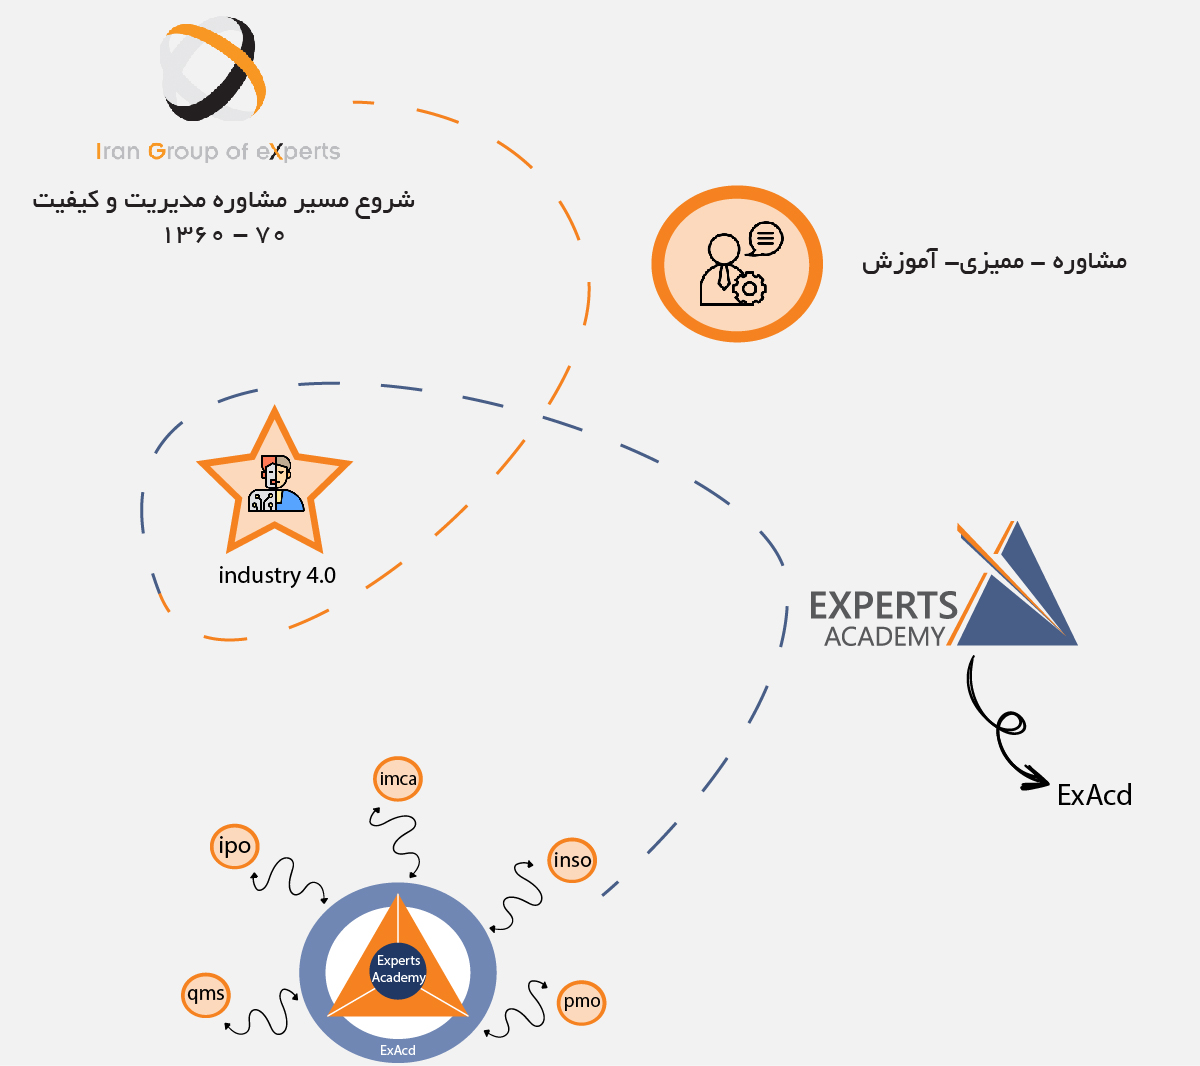 Iran Group of eXperts
شروع مسیر مشاوره مدیریت و کیفیت
۱۳۶۰ – ۷۰
مشاوره – ممیزی- آموزش
industry 4.0
EXPERTS
ACADEMY
ExAcd
imca
ipo
inso
qms
pmo
Experts
Academy
ExAcd